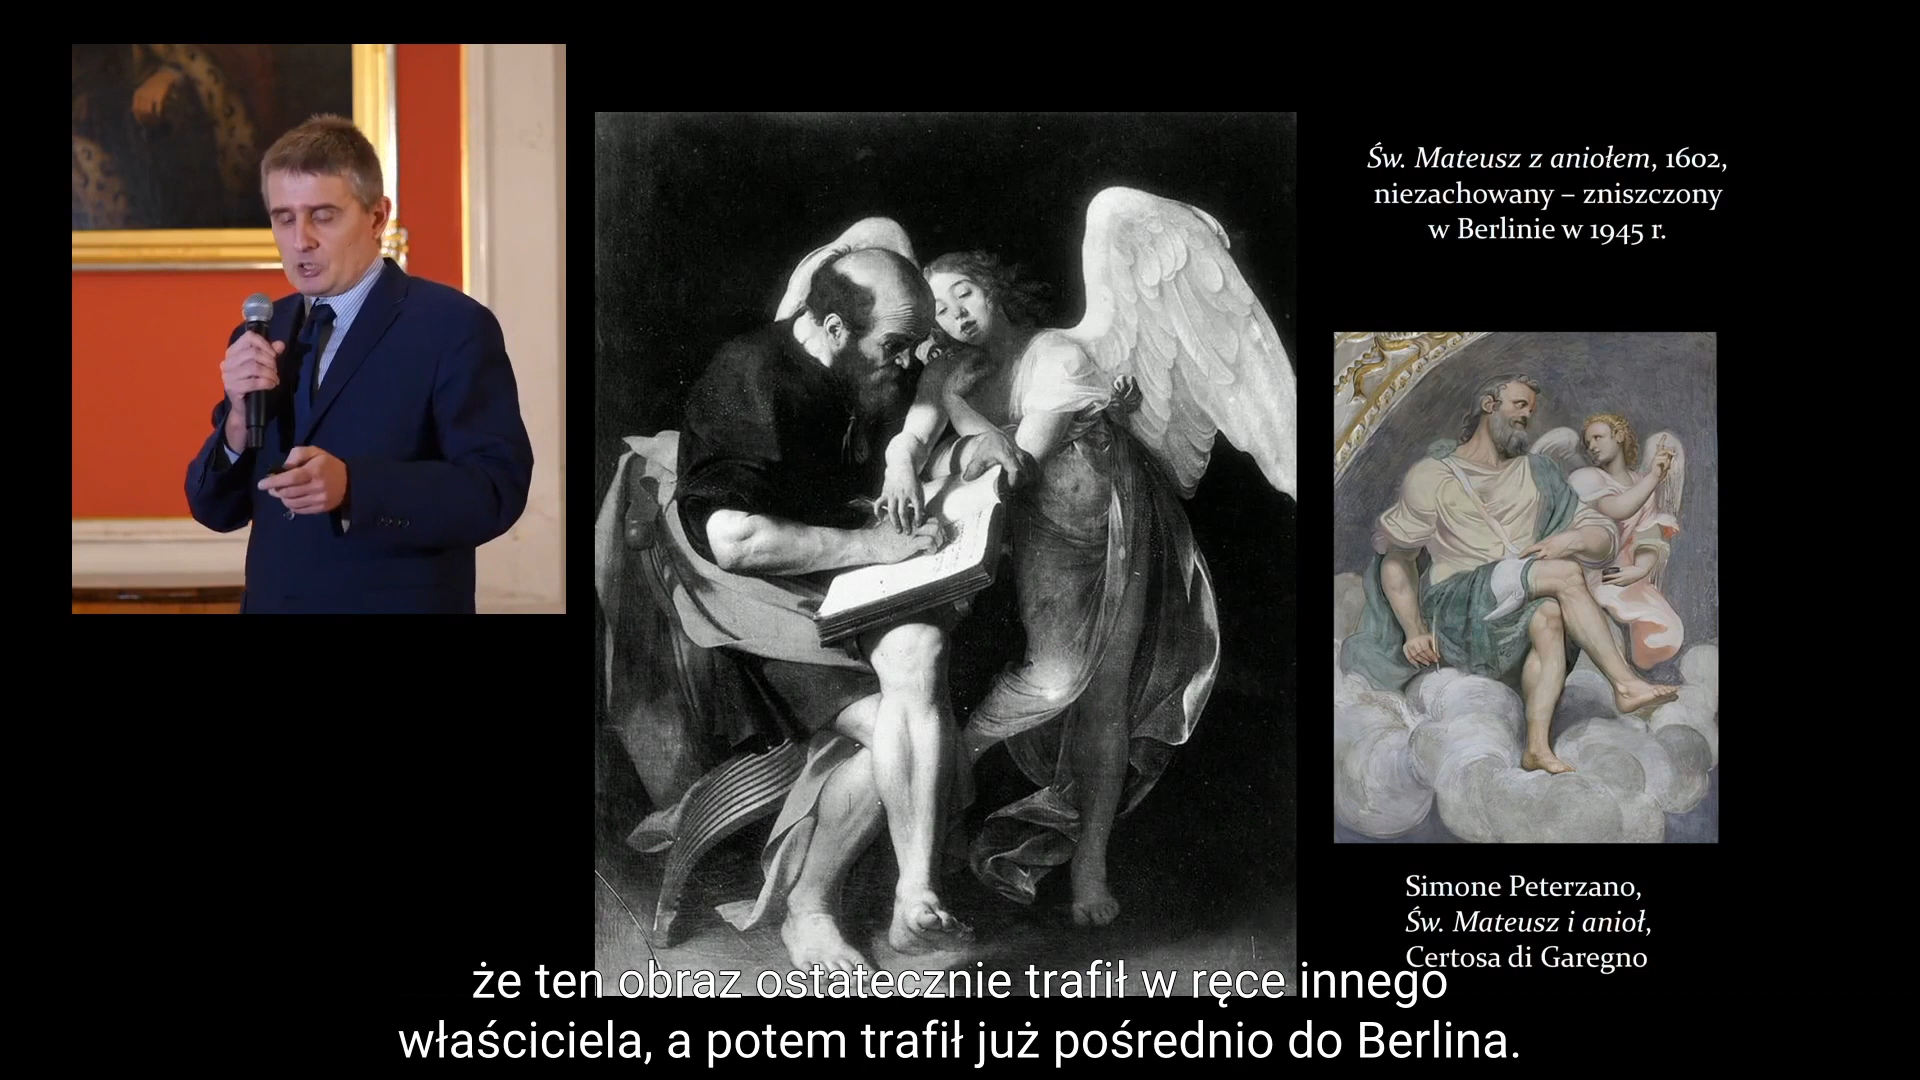 Św. Mateusz z aniołem, 1602,
niezachowany – zniszczony
w Berlinie w 1945 r.
Simone Peterzano,
Św. Mateusz i anioł,
Certosa di Garegno
że ten obraz ostatecznie trafił w ręce innego
właściciela, a potem trafił już pośrednio do Berlina.